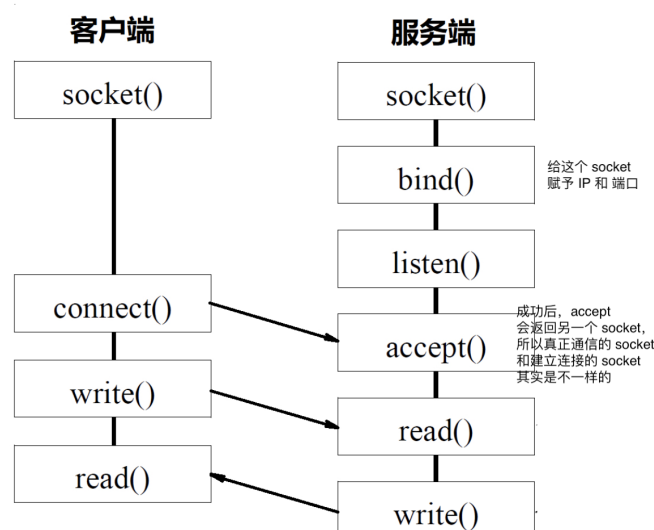 客户端
服务端
socket()
socket()
bind()
给这个 socket
赋予 IP 和 端口
listen()
connect()
accept()
成功后，accept
会返回另一个 socket，
所以真正通信的 socket
和建立连接的 socket
其实是不一样的
write()
read()
read()
write()